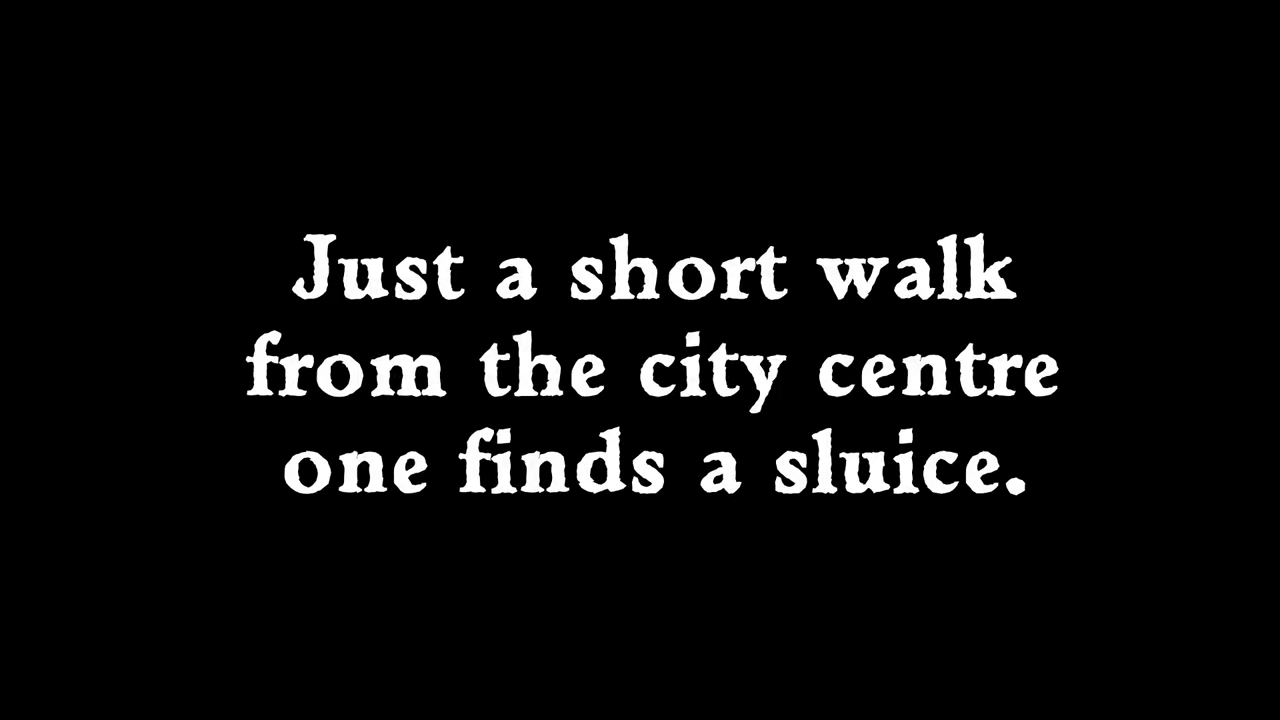 Just a short walk
from the city centre
one finds a sluice.